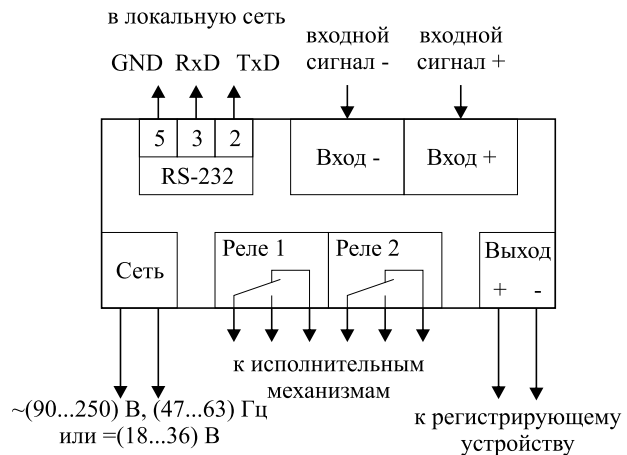 в локальную сеть
GND RxD TxD
входной
сигнал -
входной
сигнал +
5 3 2
RS-232
Вход -
Вход +
Сеть
Реле 1
Реле 2
Выход
+ -
к исполнительным
механизмам
~(90...250) В, (47...63) Гц
или =(18...36) В
к регистрирующему
устройству